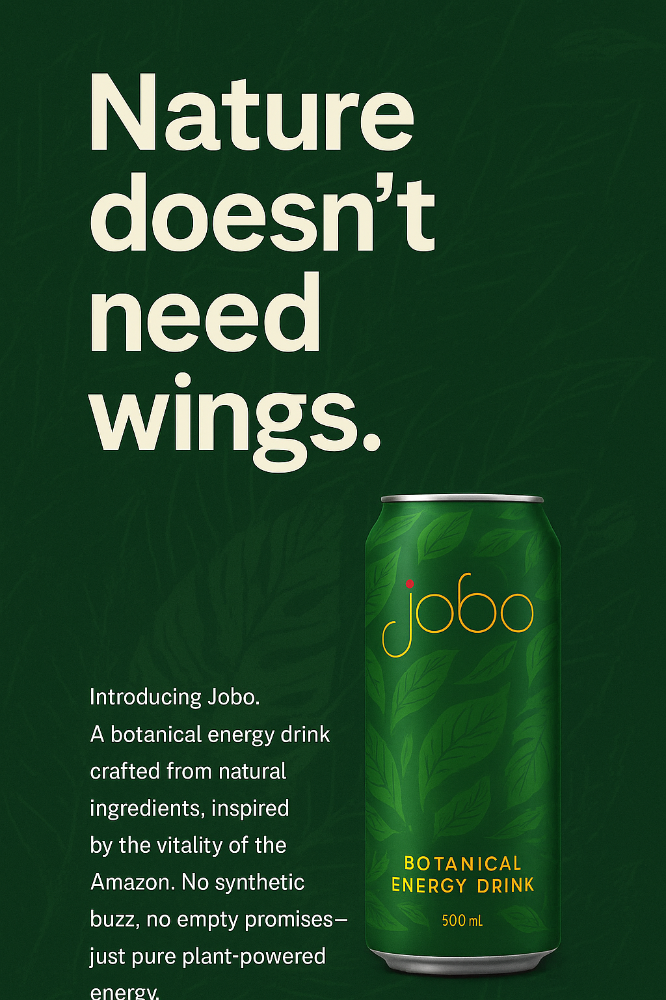 Nature
doesn’t
need
wings.
jobo
Introducing Jobo.
A botanical energy drink
crafted from natural
ingredients, inspired
by the vitality of the
Amazon. No synthetic
buzz, no empty promises—
just pure plant-powered
energy.
BOTANICAL
ENERGY DRINK
500 mL